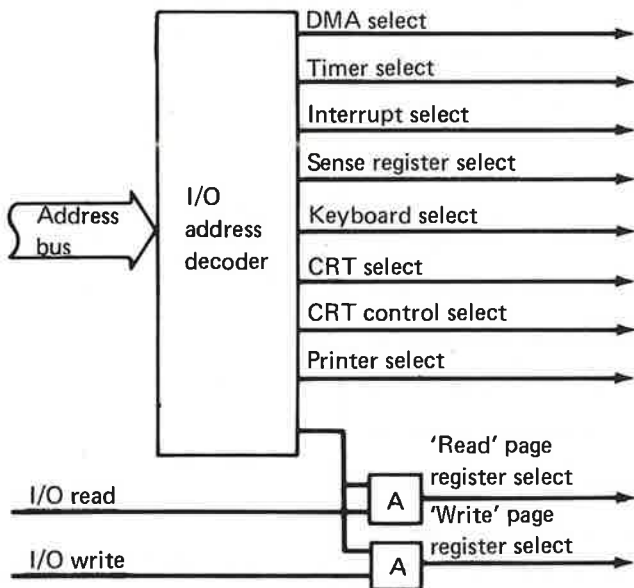 DMA select
Timer select
Interrupt select
Sense register select
Address
bus
I/O
address
decoder
Keyboard select
CRT select
CRT control select
Printer select
'Read' page
register select
I/O read
A
'Write' page
register select
I/O write
A